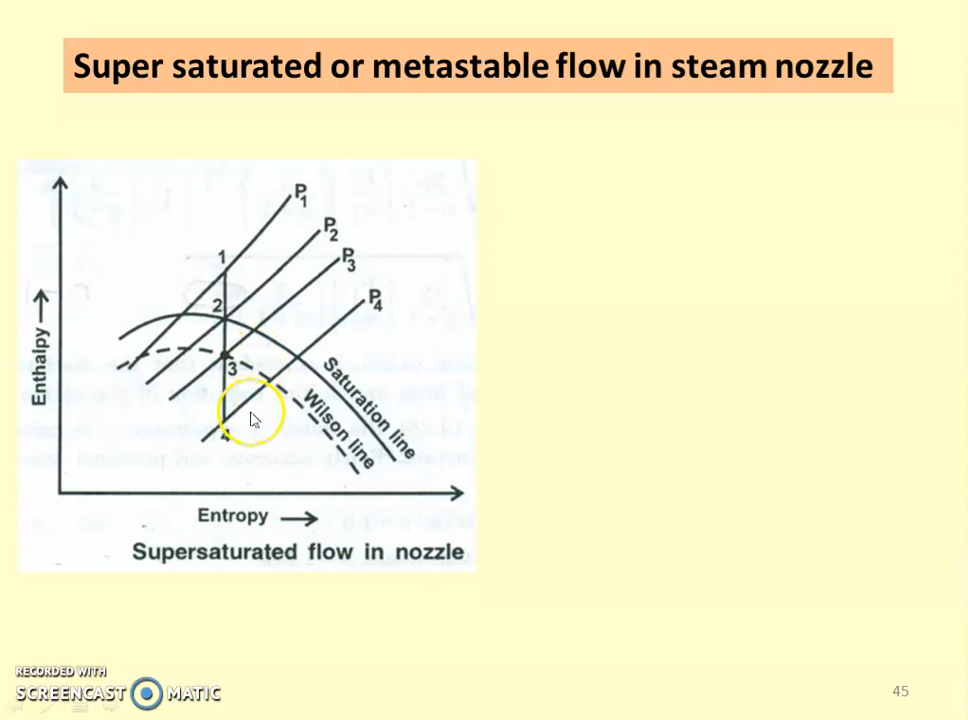 Super saturated or metastable flow in steam nozzle
P1
P2
P3
P4
1
2
3
4
Enthalpy
Saturation line
Wilson line
Entropy
Supersaturated flow in nozzle
RECORDED WITH
SCREENCAST MATIC
45